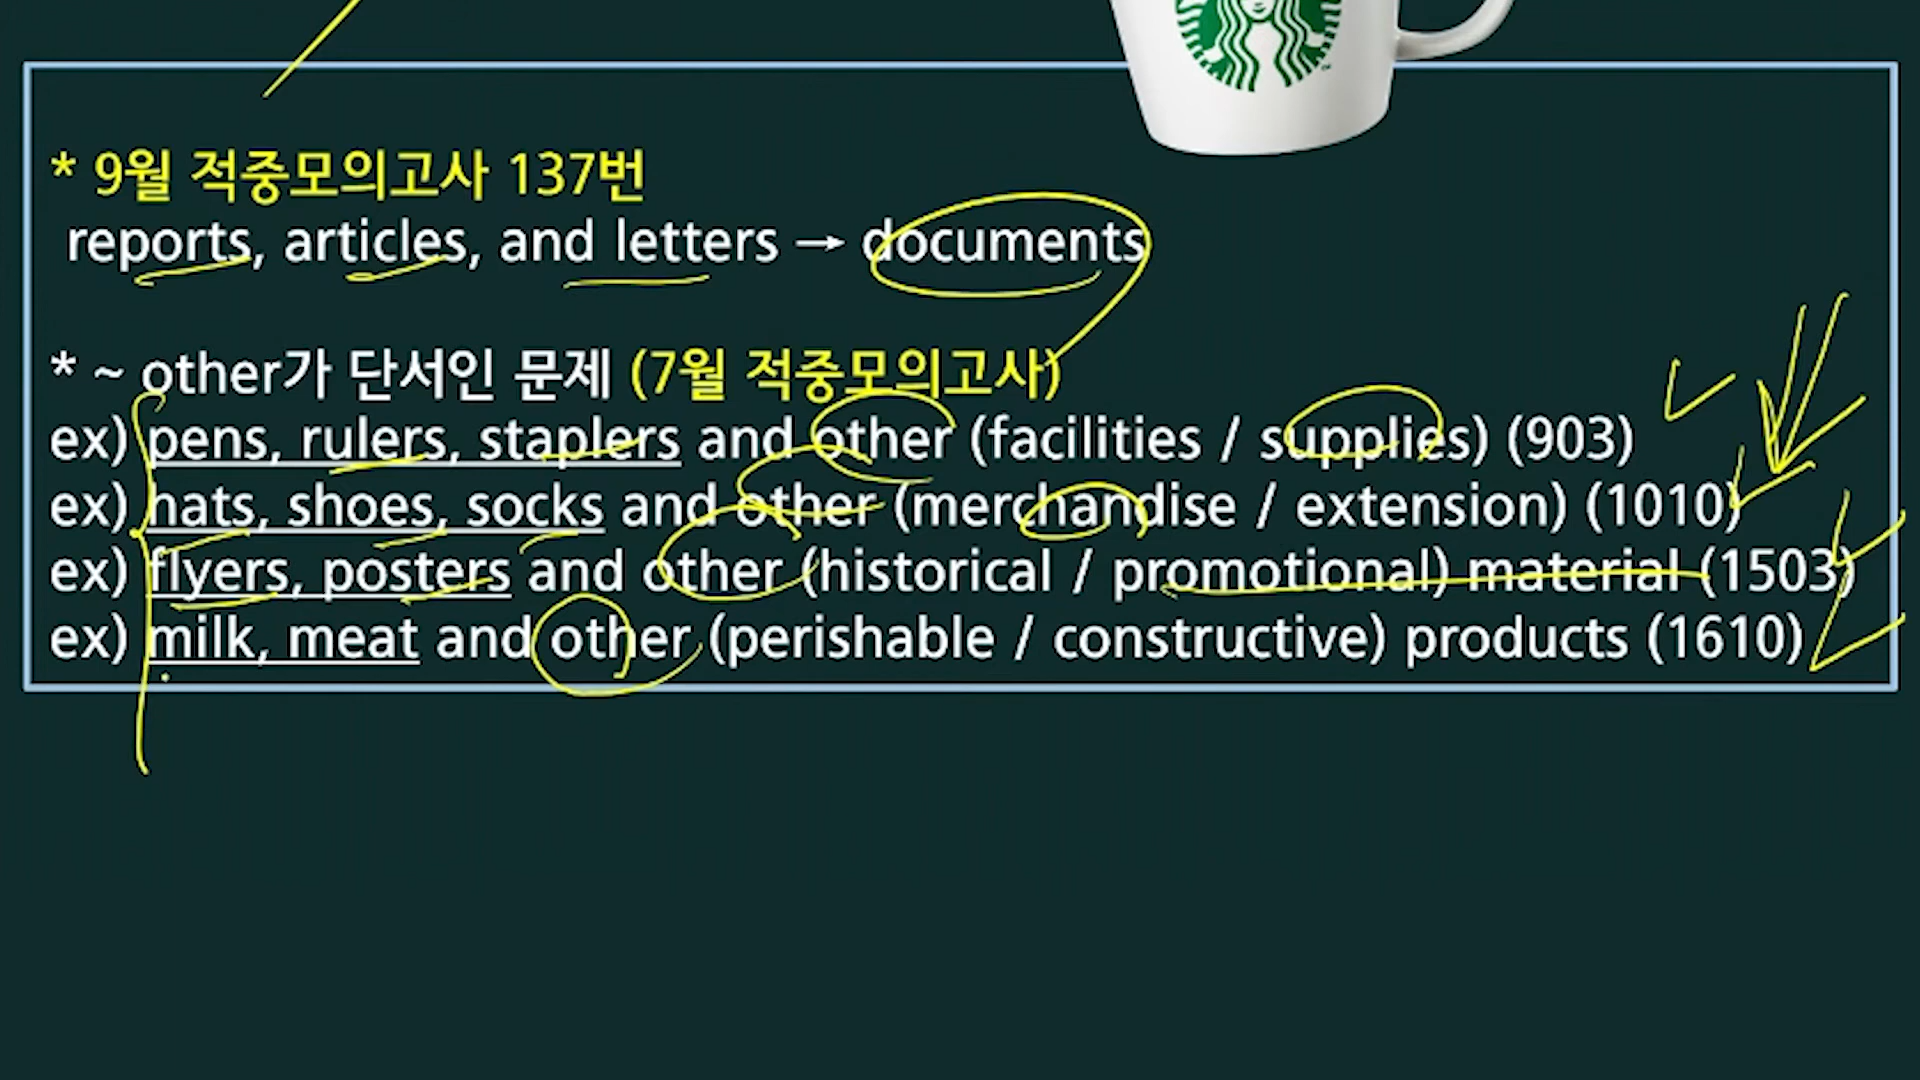 * 9월 적중모의고사 137번
reports, articles, and letters → documents
* ~ other가 단서인 문제 (7월 적중모의고사)
ex) pens, rulers, staplers and other (facilities / supplies) (903)
ex) hats, shoes, socks and other (merchandise / extension) (1010)
ex) flyers, posters and other (historical / promotional) material (1503)
ex) milk, meat and other (perishable / constructive) products (1610)